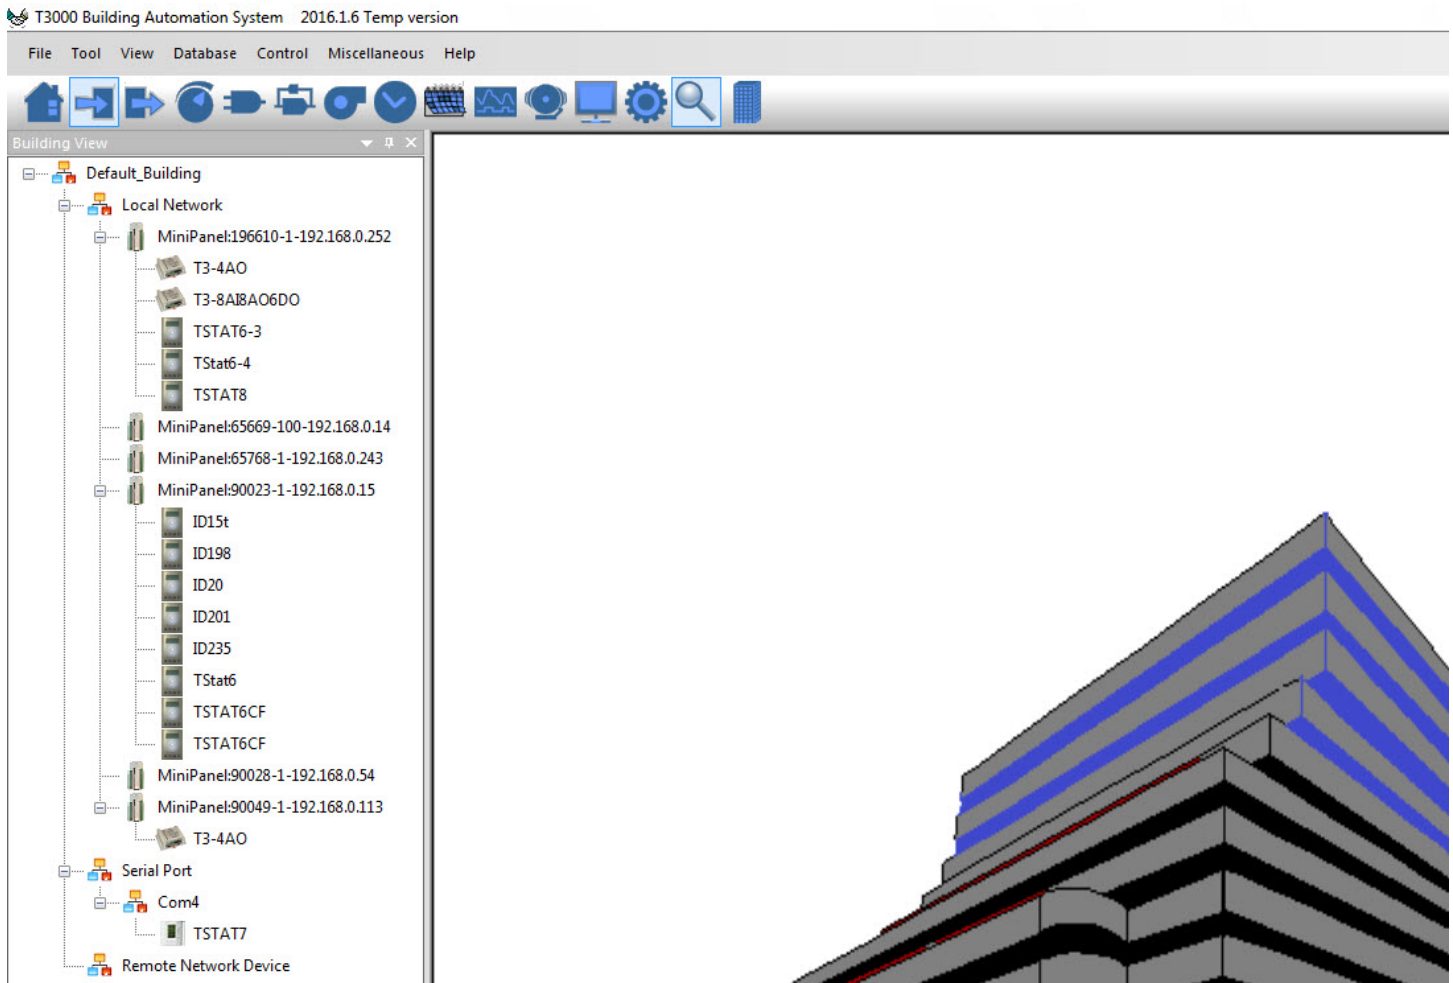 T3000 Building Automation System 2016.1.6 Temp version
File Tool View Database Control Miscellaneous Help
Building View
Default_Building
Local Network
MiniPanel:196610-1-192.168.0.252
T3-4AO
T3-8AI8AO6DO
TSTAT6-3
TStat6-4
TSTAT8
MiniPanel:65669-100-192.168.0.14
MiniPanel:65768-1-192.168.0.243
MiniPanel:90023-1-192.168.0.15
ID15t
ID198
ID20
ID201
ID235
TStat6
TSTAT6CF
TSTAT6CF
MiniPanel:90028-1-192.168.0.54
MiniPanel:90049-1-192.168.0.113
T3-4AO
Serial Port
Com4
TSTAT7
Remote Network Device